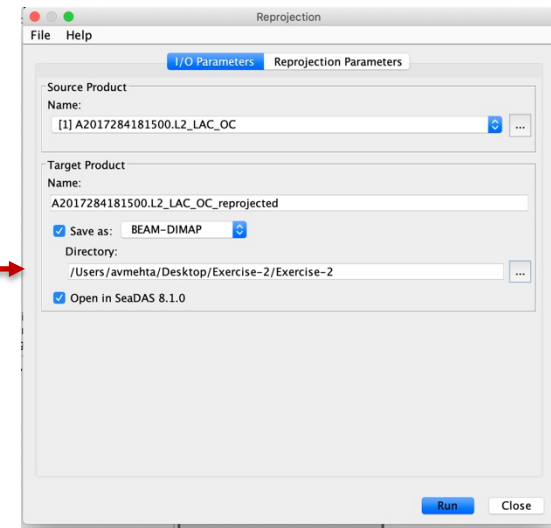 Reprojection
File Help
I/O Parameters Reprojection Parameters
Source Product
Name:
[1] A2017284181500.L2_LAC_OC ...
Target Product
Name:
A2017284181500.L2_LAC_OC_reprojected
Save as: BEAM-DIMAP
Directory:
/Users/avmehta/Desktop/Exercise-2/Exercise-2 ...
Open in SeaDAS 8.1.0
Run Close